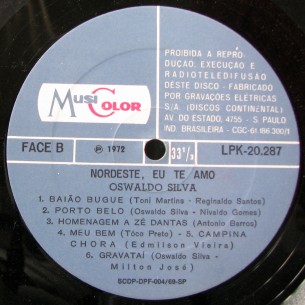 MUSICOLOR
PROIBIDA A REPRO-
DUÇÃO, EXECUÇÃO E
RADIOTELEDIFUSÃO
DESTE DISCO - FABRICADO
POR GRAVAÇÕES ELÉTRICAS
S/A. (DISCOS CONTINENTAL)
AV. DO ESTADO, 4755 - S. PAULO
IND. BRASILEIRA - CGC-61.186.300/1
FACE B
℗ 1972
33 1/3
LPK-20.287
NORDESTE, EU TE AMO
OSWALDO SILVA
1. BAIÃO BUGUE (Toni Martins - Reginaldo Santos)
2. PORTO BELO (Oswaldo Silva - Nivaldo Gomes)
3. HOMENAGEM A ZÉ DANTAS (Antonio Barros)
4. MEU BEM (Tôco Preto) - 5. CAMPINA
CHORA (Edmilson Vieira)
6. GRAVATAÍ (Oswaldo Silva -
Milton José)
SCDP-DPF-004/69-SP